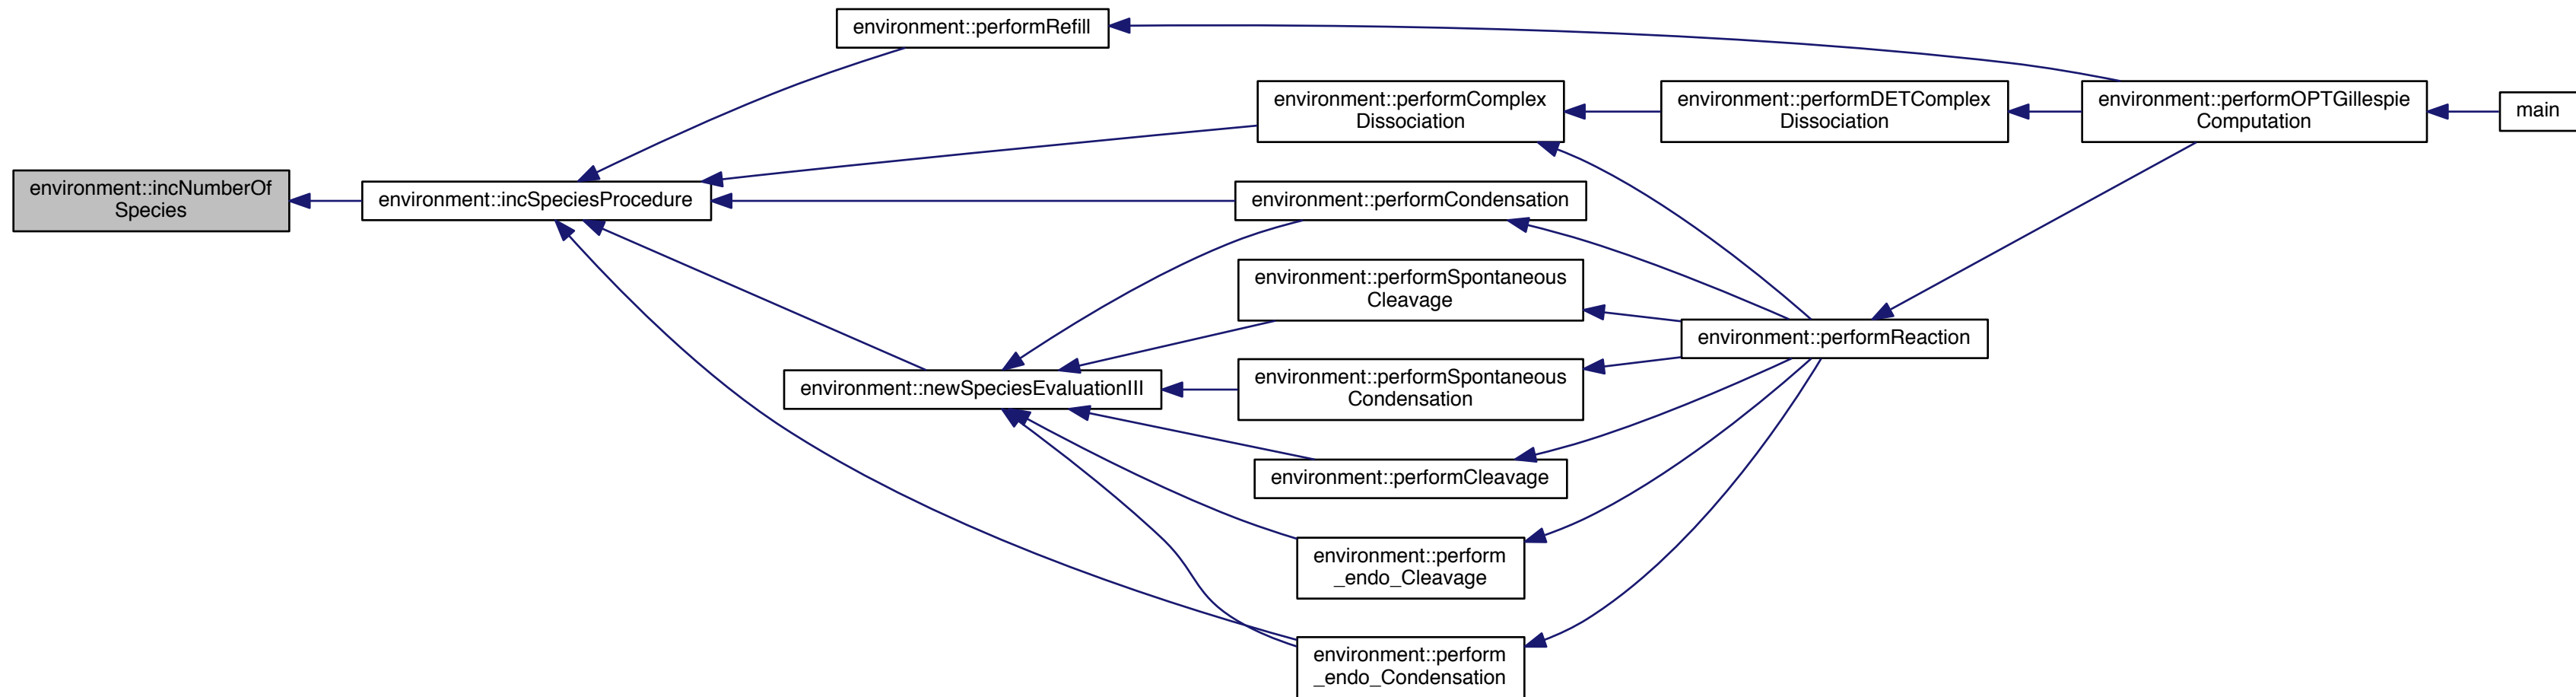 environment::performRefill
environment::performComplex
Dissociation
environment::performDETComplex
Dissociation
environment::performOPTGillespie
Computation
main
environment::incNumberOf
Species
environment::incSpeciesProcedure
environment::performCondensation
environment::performSpontaneous
Cleavage
environment::performReaction
environment::newSpeciesEvaluationIII
environment::performSpontaneous
Condensation
environment::performCleavage
environment::perform
_endo_Cleavage
environment::perform
_endo_Condensation